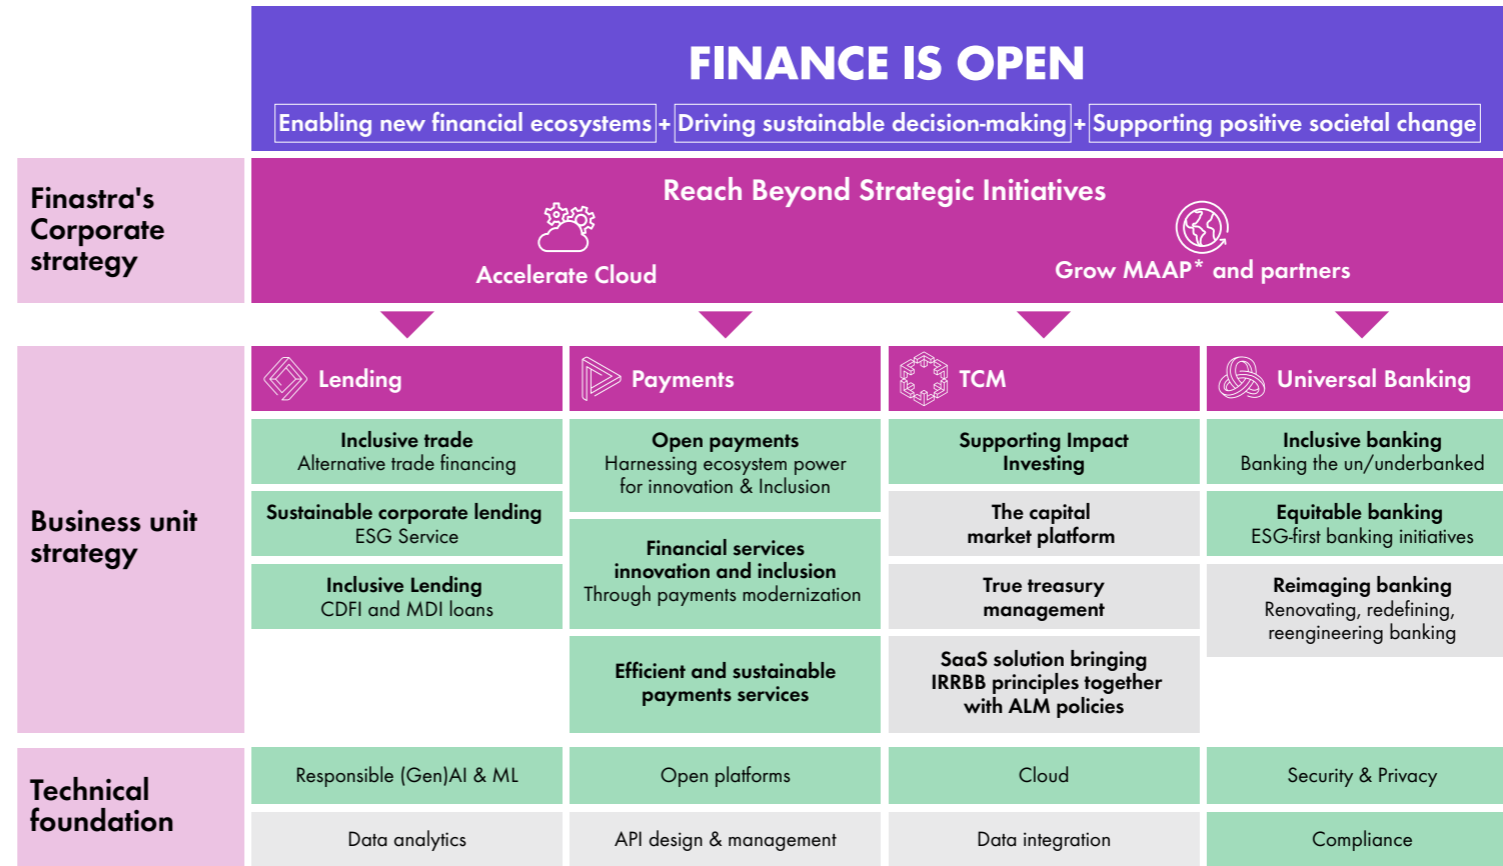 FINANCE IS OPEN
Enabling new financial ecosystems + Driving sustainable decision-making + Supporting positive societal change
Finastra's
Corporate
strategy
Reach Beyond Strategic Initiatives
Accelerate Cloud
Grow MAAP* and partners
Business unit
strategy
Lending
Inclusive trade
Alternative trade financing
Sustainable corporate lending
ESG Service
Inclusive Lending
CDFI and MDI loans
Payments
Open payments
Harnessing ecosystem power
for innovation & Inclusion
Financial services
innovation and inclusion
Through payments modernization
Efficient and sustainable
payments services
TCM
Supporting Impact
Investing
The capital
market platform
True treasury
management
SaaS solution bringing
IRRBB principles together
with ALM policies
Universal Banking
Inclusive banking
Banking the un/underbanked
Equitable banking
ESG-first banking initiatives
Reimaging banking
Renovating, redefining,
reengineering banking
Technical
foundation
Responsible (Gen)AI & ML
Open platforms
Cloud
Security & Privacy
Data analytics
API design & management
Data integration
Compliance